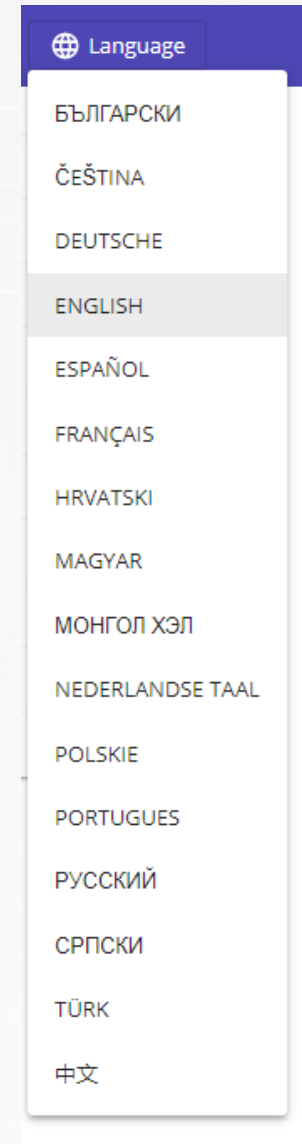 Language
БЪЛГАРСКИ
ČEŠTINA
DEUTSCHE
ENGLISH
ESPAÑOL
FRANÇAIS
HRVATSKI
MAGYAR
МОНГОЛ ХЭЛ
NEDERLANDSE TAAL
POLSKIE
PORTUGUES
РУССКИЙ
СРПСКИ
TÜRK
中文